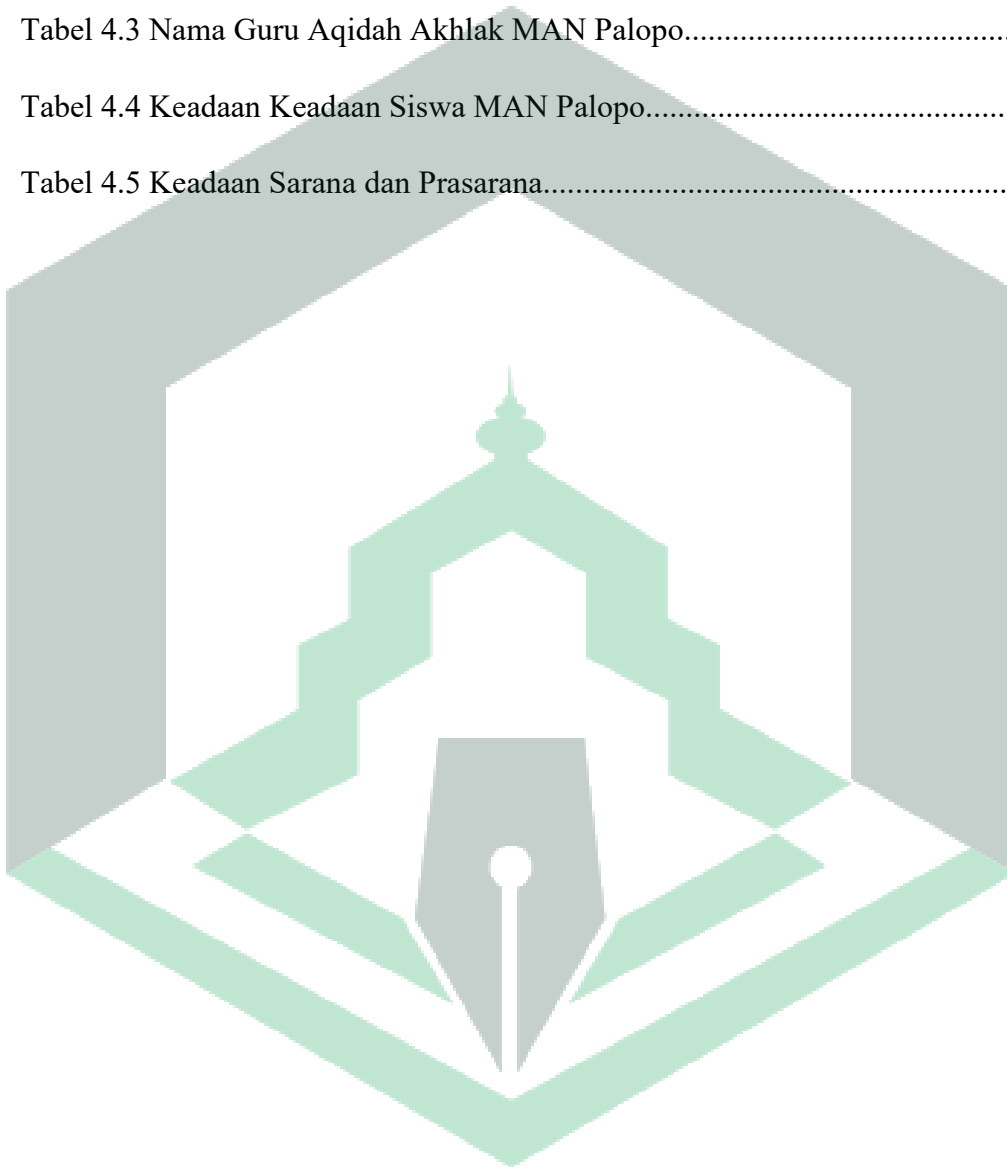 Tabel 4.3 Nama Guru Aqidah Akhlak MAN Palopo.....................................
Tabel 4.4 Keadaan Keadaan Siswa MAN Palopo.........................................
Tabel 4.5 Keadaan Sarana dan Prasarana....................................................